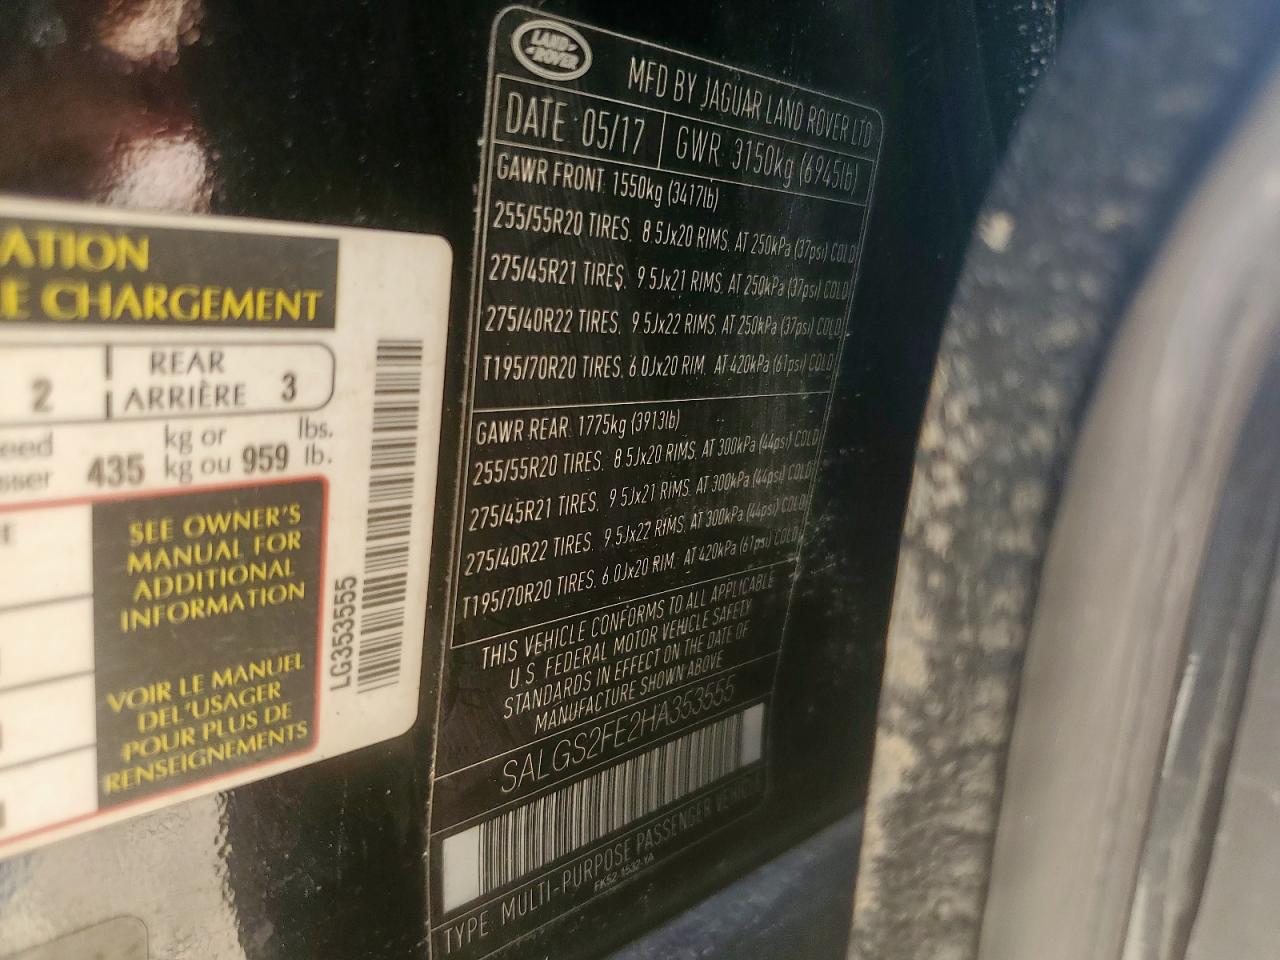 ATION
E CHARGEMENT
2
REAR
ARRIÈRE 3
435 kg or
kg ou 959 lbs.
lb.
SEE OWNER'S
MANUAL FOR
ADDITIONAL
INFORMATION
VOIR LE MANUEL
DEL'USAGER
POUR PLUS DE
RENSEIGNEMENTS
LG353555
LAND
ROVER
MFD BY JAGUAR LAND ROVER LTD
DATE 05/17 GWR 3150kg (6945lb)
GAWR FRONT 1550kg (3417lb)
255/55R20 TIRES. 8.5Jx20 RIMS, AT 250kPa (37psi) COLD
275/45R21 TIRES. 9.5Jx21 RIMS, AT 250kPa (37psi) COLD
275/40R22 TIRES. 9.5Jx22 RIMS, AT 250kPa (37psi) COLD
T195/70R20 TIRES. 6.0Jx20 RIM, AT 420kPa (61psi) COLD
GAWR REAR 1775kg (3913lb)
255/55R20 TIRES. 8.5Jx20 RIMS, AT 300kPa (44psi) COLD
275/45R21 TIRES. 9.5Jx21 RIMS, AT 300kPa (44psi) COLD
275/40R22 TIRES. 9.5Jx22 RIMS, AT 300kPa (44psi) COLD
T195/70R20 TIRES. 6.0Jx20 RIM. AT 420kPa (61psi) COLD
THIS VEHICLE CONFORMS TO ALL APPLICABLE
U.S. FEDERAL MOTOR VEHICLE SAFETY
STANDARDS IN EFFECT ON THE DATE OF
MANUFACTURE SHOWN ABOVE
SALGS2FE2HA353555
TYPE MULTI-PURPOSE PASSENGER VEHICLE
FK52-1532-YA